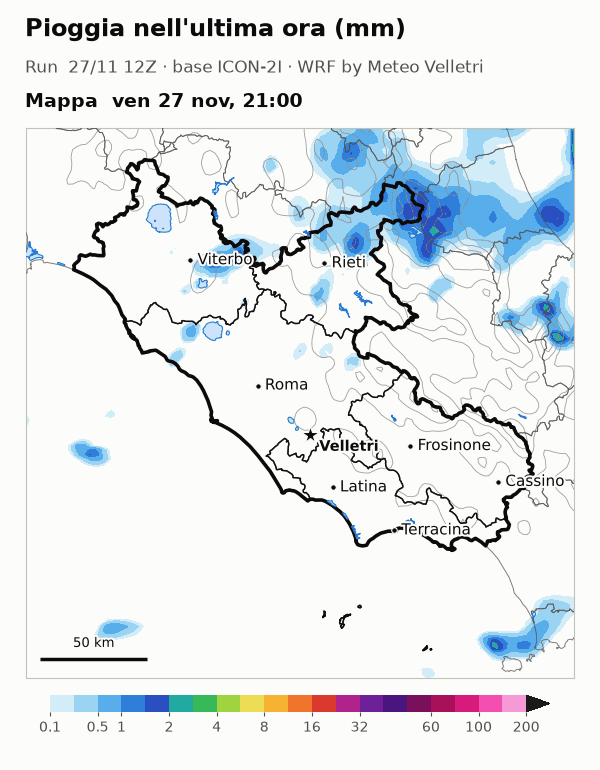 Pioggia nell'ultima ora (mm)
Run  27/11 12Z · base ICON-2I · WRF by Meteo Velletri
Mappa  ven 27 nov, 21:00
Viterbo
Rieti
Roma
Velletri
Frosinone
Latina
Cassino
Terracina
50 km
0.1 0.5 1 2 4 8 16 32 60 100 200